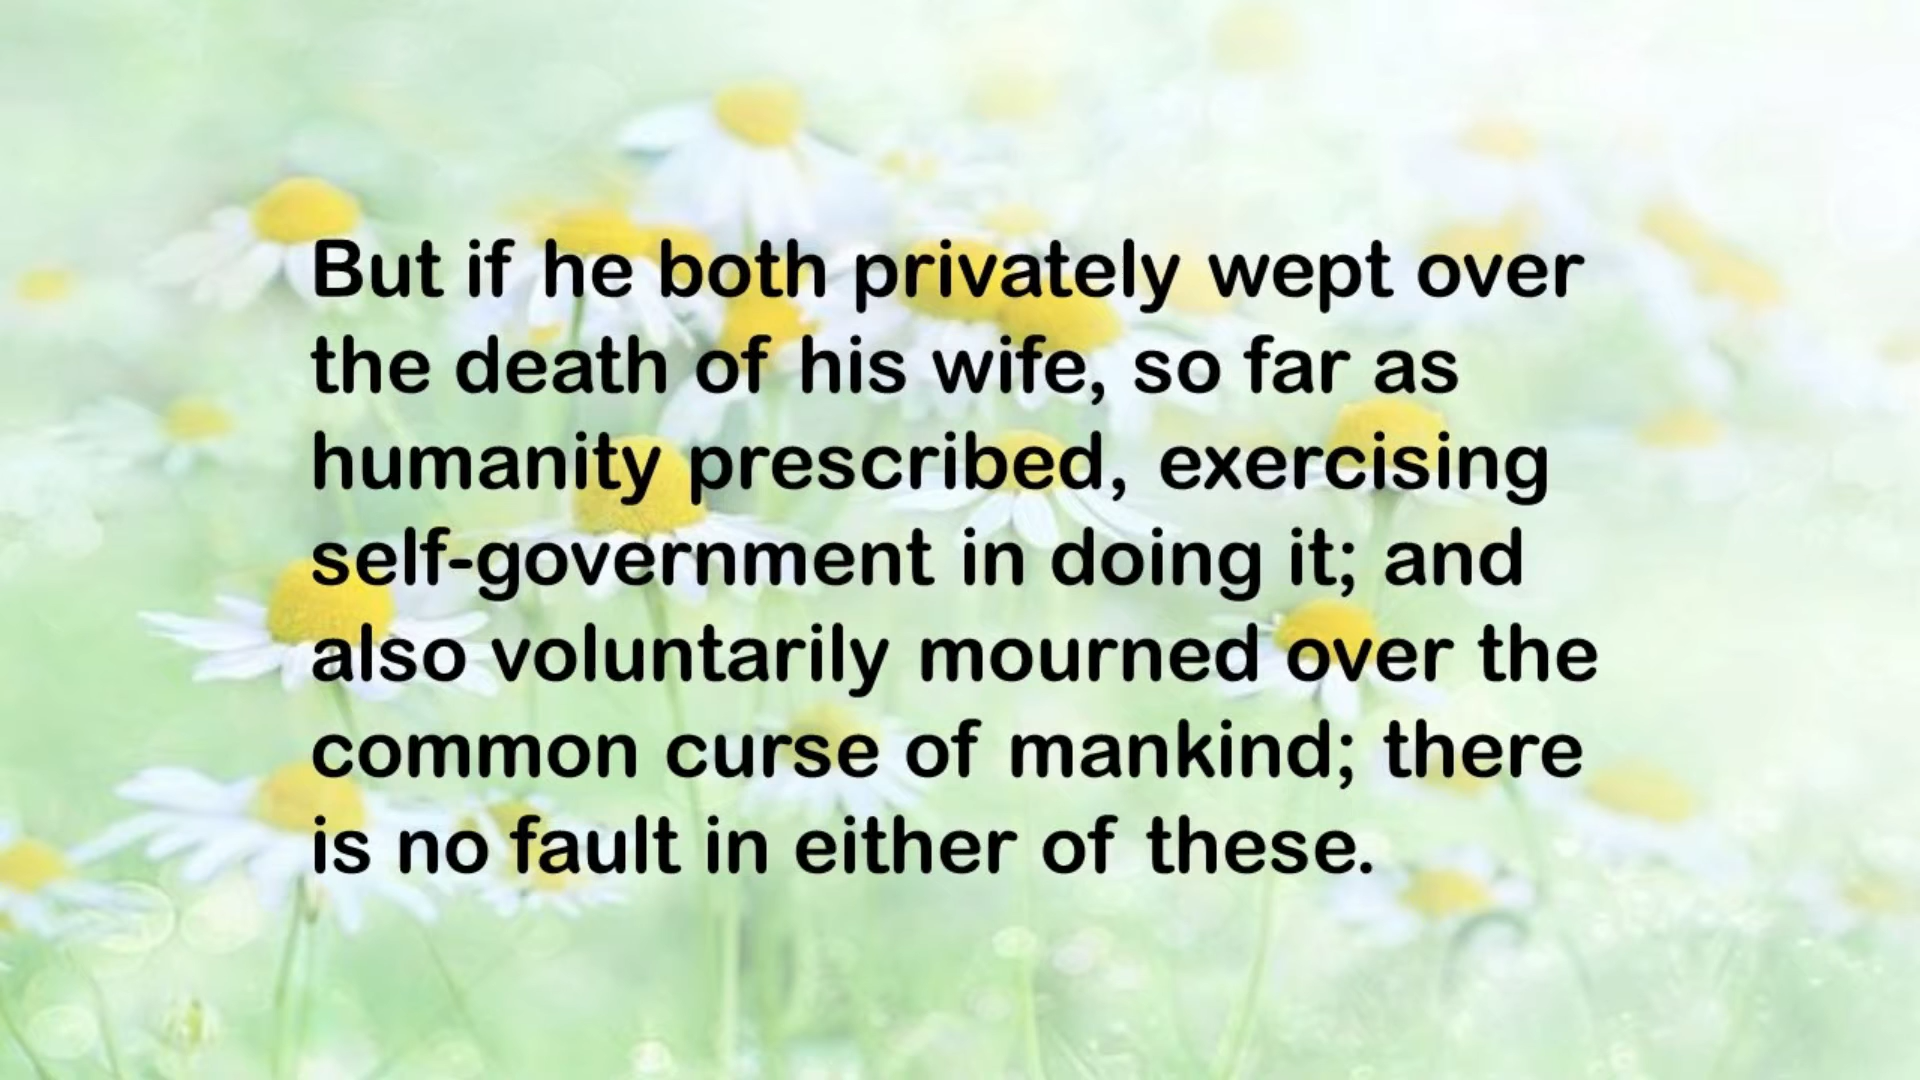 But if he both privately wept over
the death of his wife, so far as
humanity prescribed, exercising
self-government in doing it; and
also voluntarily mourned over the
common curse of mankind; there
is no fault in either of these.